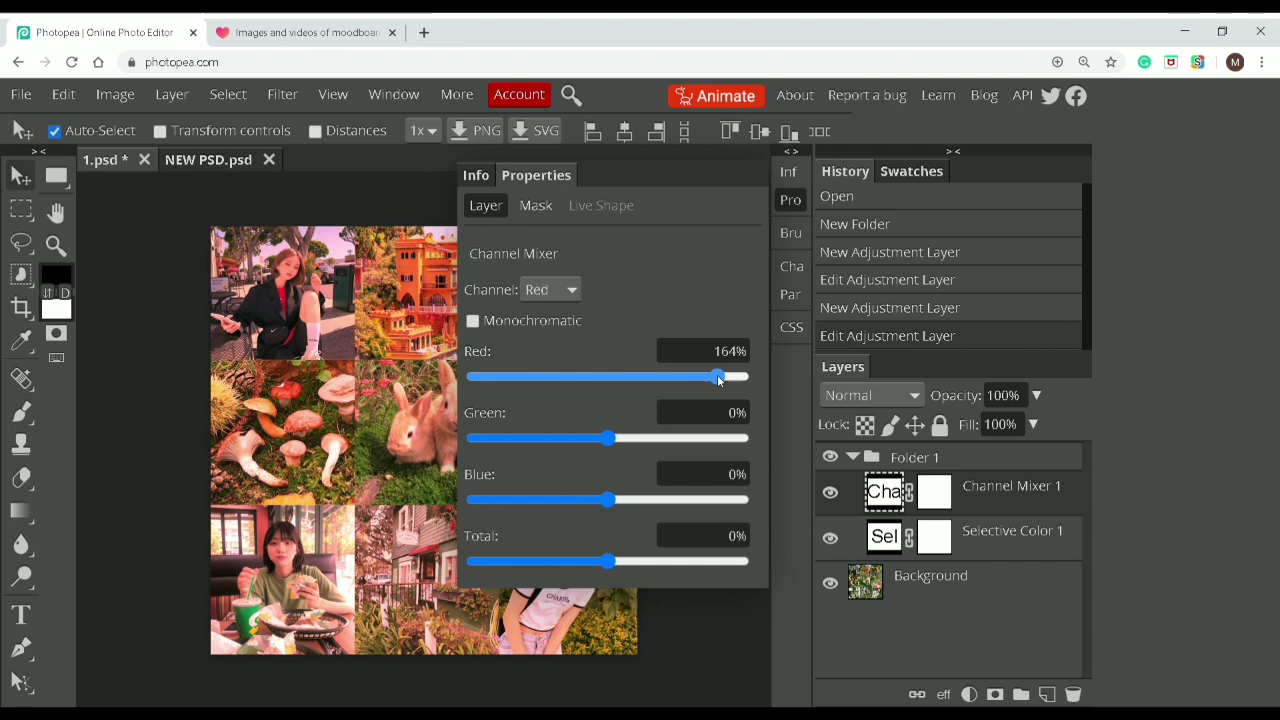 Photopea | Online Photo Editor
Images and videos of moodboar
photopea.com
M
File Edit Image Layer Select Filter View Window More Account
Animate About Report a bug Learn Blog API
Auto-Select Transform controls Distances 1x PNG SVG
> < < > > <
1.psd * NEW PSD.psd
Info Properties
Inf
History Swatches
Layer Mask Live Shape
Pro
Open
New Folder
Bru
New Adjustment Layer
Channel Mixer
Cha
Edit Adjustment Layer
Channel: Red
Par
New Adjustment Layer
Monochromatic
CSS
Edit Adjustment Layer
D
Red: 164%
Layers
Normal Opacity: 100%
Green: 0%
Lock: Fill: 100%
Folder 1
Blue: 0%
Cha Channel Mixer 1
Total: 0%
Sel Selective Color 1
Background
T
eff